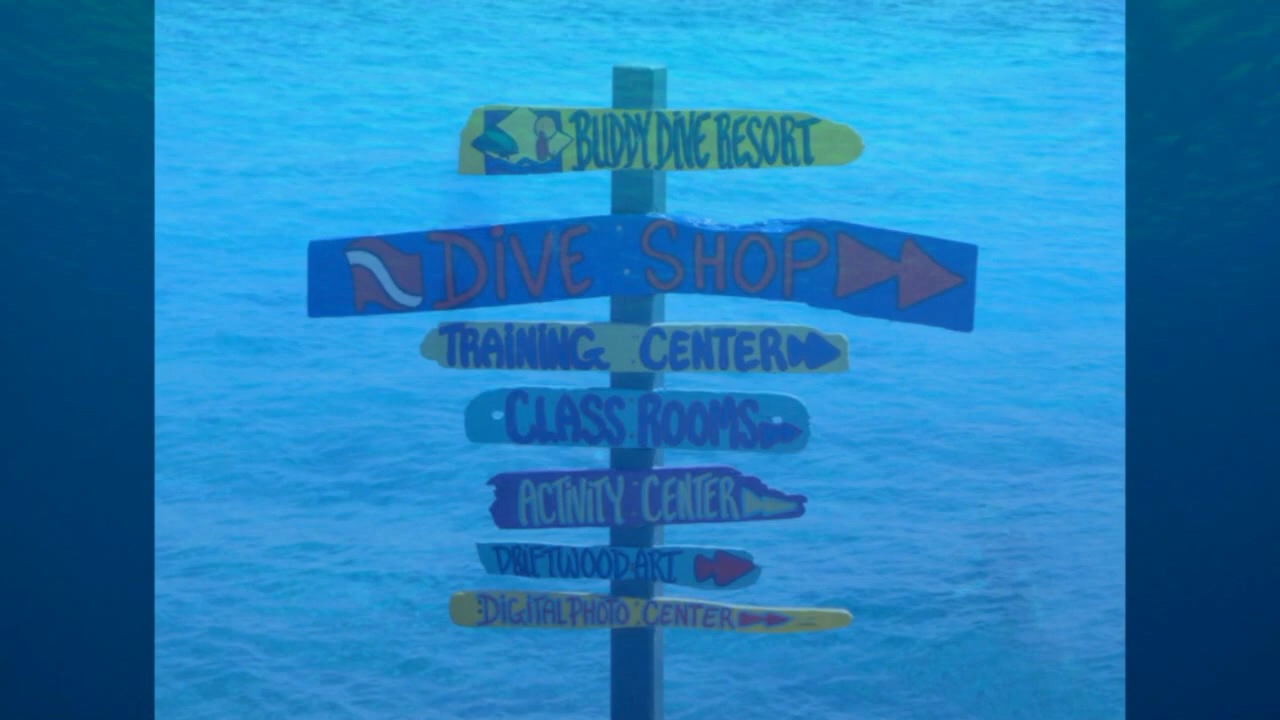 BUDDY DIVE RESORT
DIVE SHOP
TRAINING CENTER
CLASS ROOMS
ACTIVITY CENTER
DRIFTWOOD ART
DIGITAL PHOTO CENTER